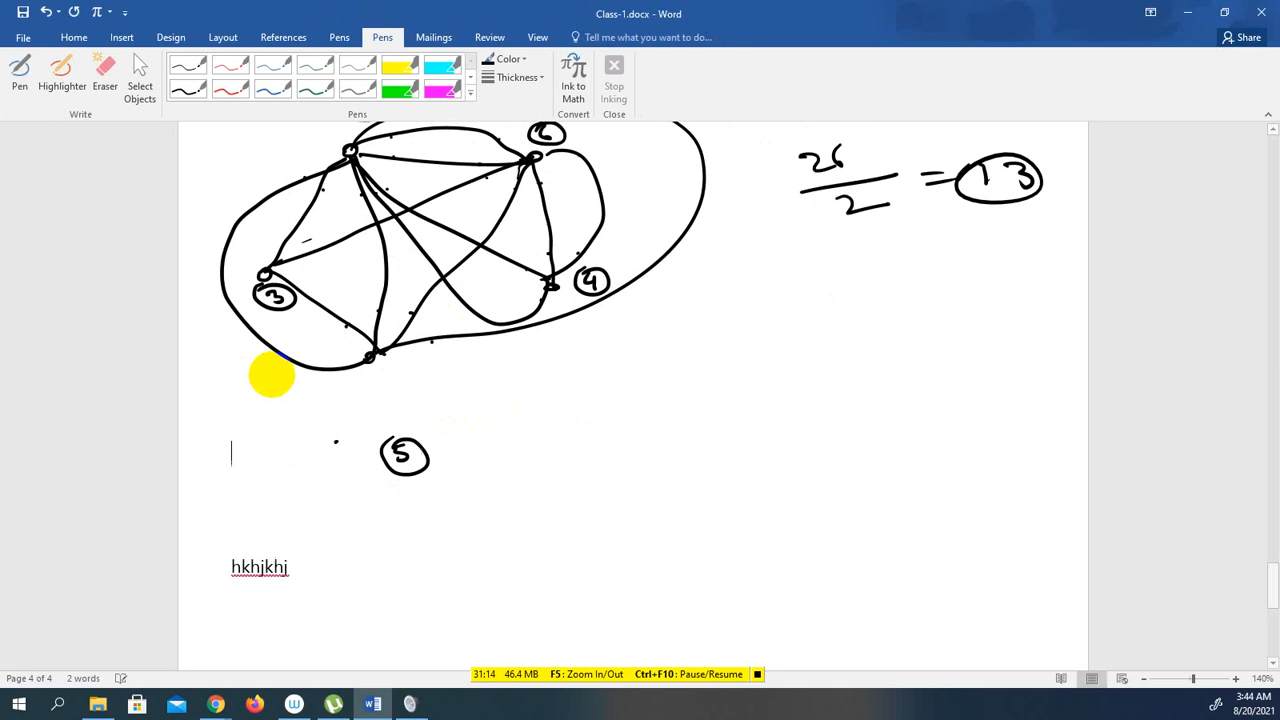 Class-1.docx - Word
File Home Insert Draw Design Layout References Pens Pens Mailings Review View Tell me what you want to do... Share
Pen Highlighter Eraser Select Objects Color Thickness Ink to Math Stop Inking
Write Pens Convert Close
6
26
2
= 13
3
4
5
hkhjkhj
31:14 46.4 MB F5: Zoom In/Out Ctrl+F10: Pause/Resume
Page 4 of 4 2 words 140%
3:44 AM
8/20/2021